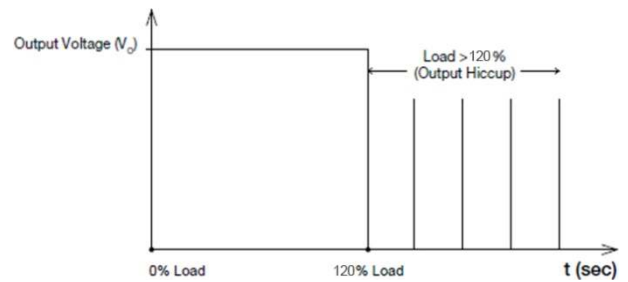 Output Voltage (Vo)
Load >120%
(Output Hiccup)
0% Load
120% Load
t (sec)